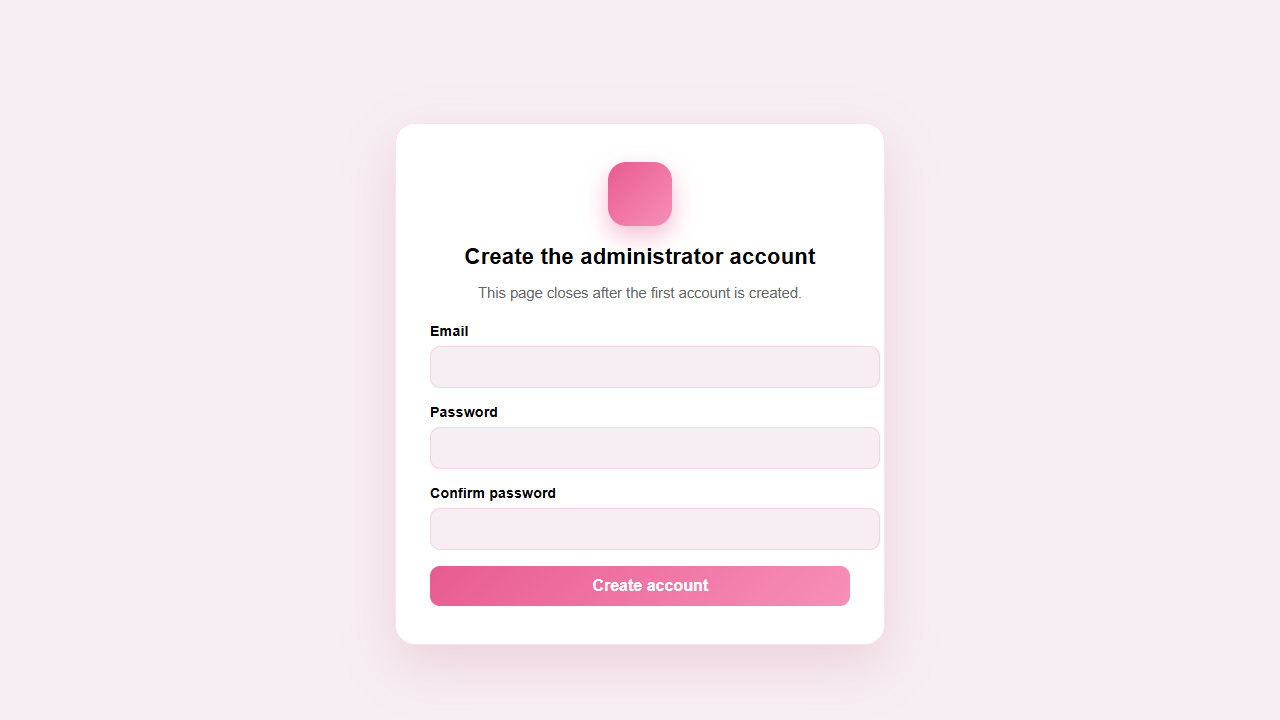 Create the administrator account
This page closes after the first account is created.
Email
Password
Confirm password
Create account